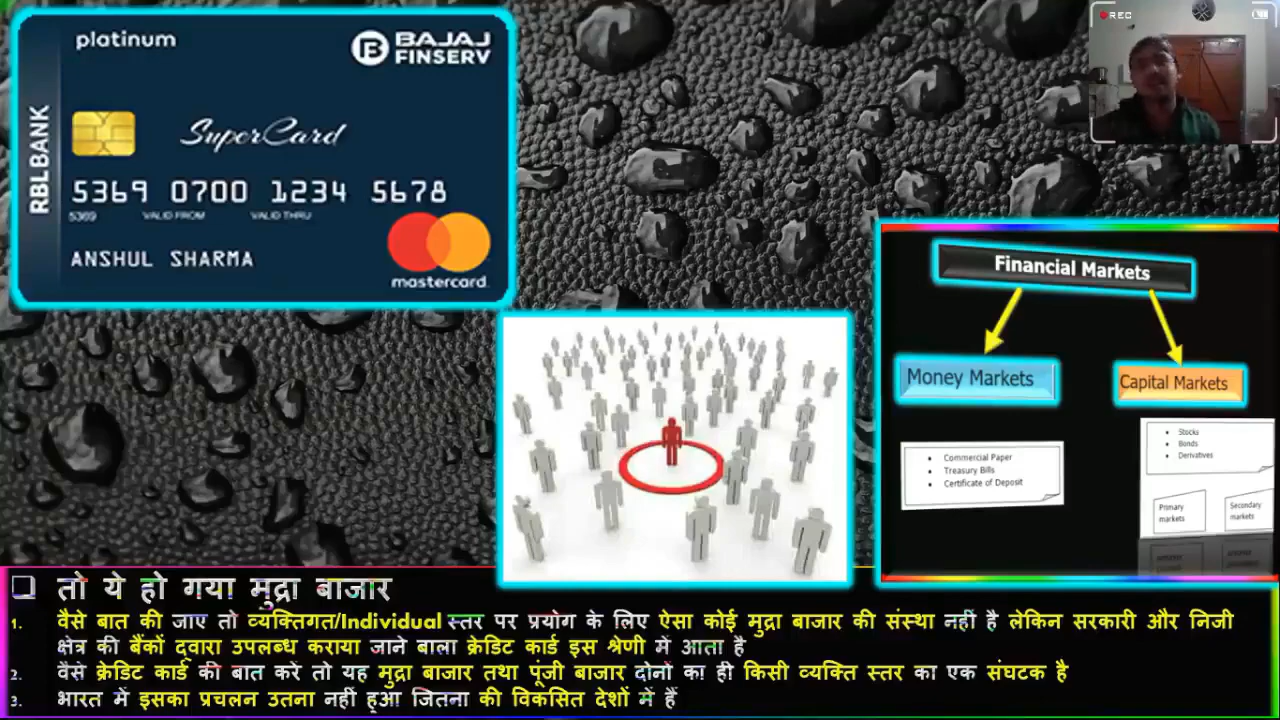 platinum
BAJAJ
FINSERV
RBLBANK
SuperCard
5369 0700 1234 5678
5369 VALID FROM VALID THRU
ANSHUL SHARMA
mastercard
REC
Financial Markets
Money Markets
Capital Markets
Commercial Paper
Treasury Bills
Certificate of Deposit
Stocks
Bonds
Derivatives
Primary
markets
Secondary
markets
तो ये हो गया मुद्रा बाजार
1. वैसे बात की जाए तो व्यक्तिगत/Individual स्तर पर प्रयोग के लिए ऐसा कोई मुद्रा बाजार की संस्था नहीं है लेकिन सरकारी और निजी
क्षेत्र की बैंकों द्वारा उपलब्ध कराया जाने बाला क्रेडिट कार्ड इस श्रेणी में आता है
2. वैसे क्रेडिट कार्ड की बात करें तो यह मुद्रा बाजार तथा पूंजी बाजार दोनों का ही किसी व्यक्ति स्तर का एक संघटक है
3. भारत में इसका प्रचलन उतना नहीं हुआ जितना की विकसित देशों में हैं